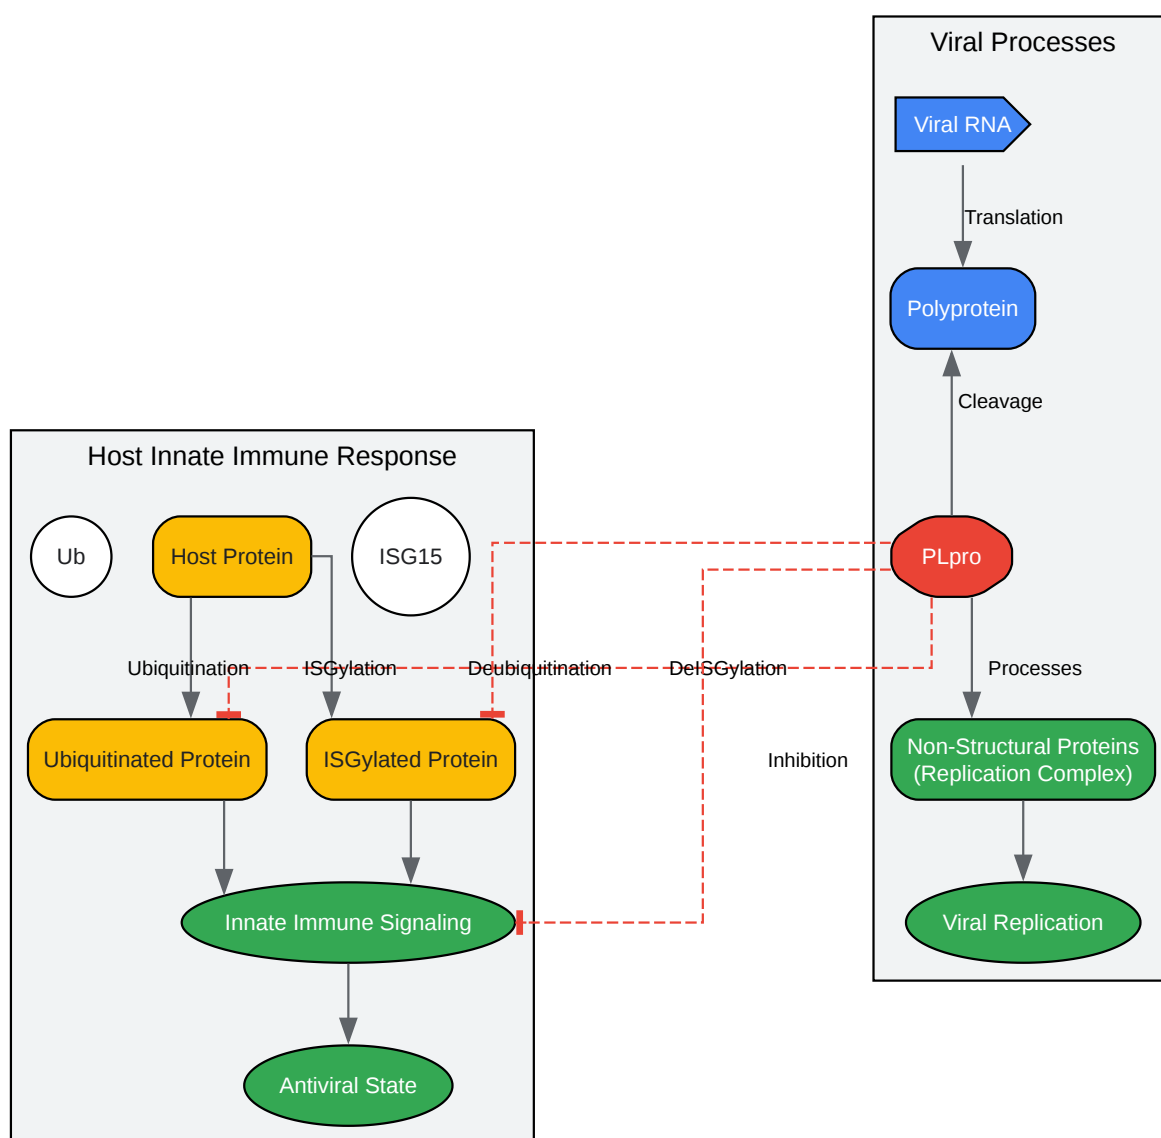 Viral Processes
Viral RNA
Translation
Polyprotein
Cleavage
Host Innate Immune Response
Ub
Host Protein
ISG15
PLpro
Ubiquitination
ISGylation
Deubiquitination
DeISGylation
Processes
Ubiquitinated Protein
ISGylated Protein
Inhibition
Non-Structural Proteins
(Replication Complex)
Innate Immune Signaling
Viral Replication
Antiviral State